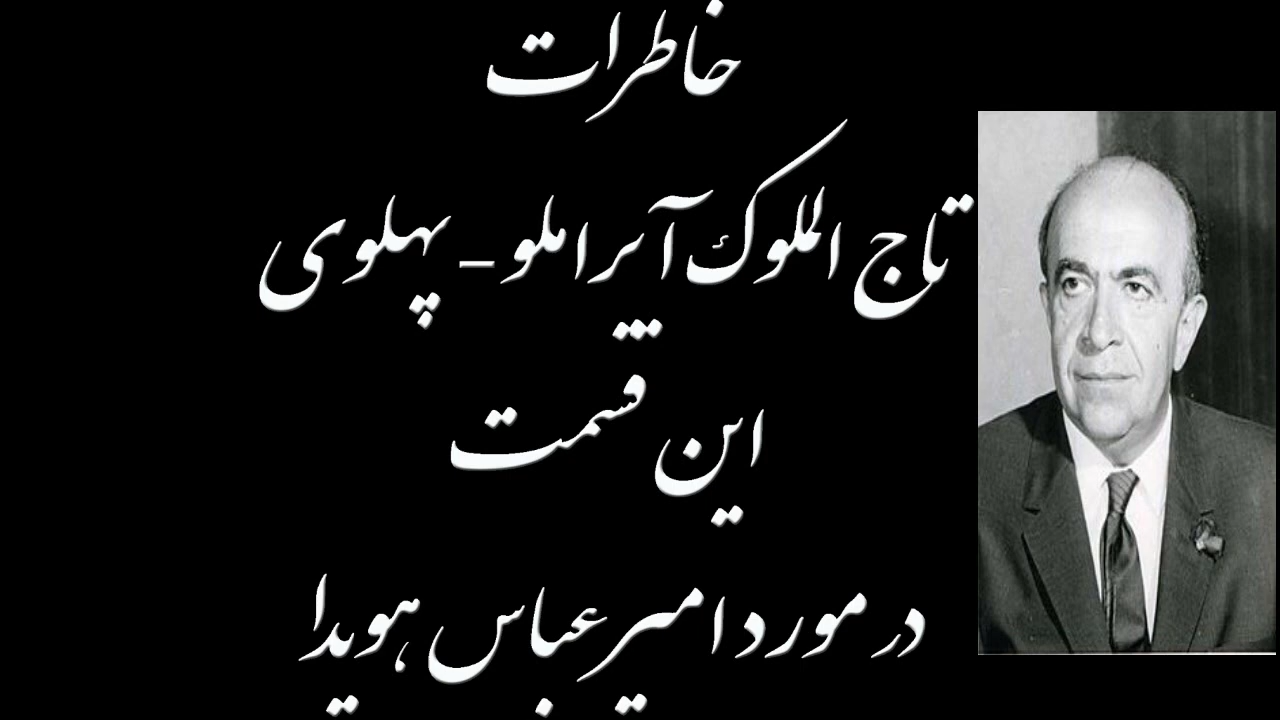 خاطرات
تاج الملوک آیراملو - پهلوی
این قسمت
در مورد امیرعباس هویدا